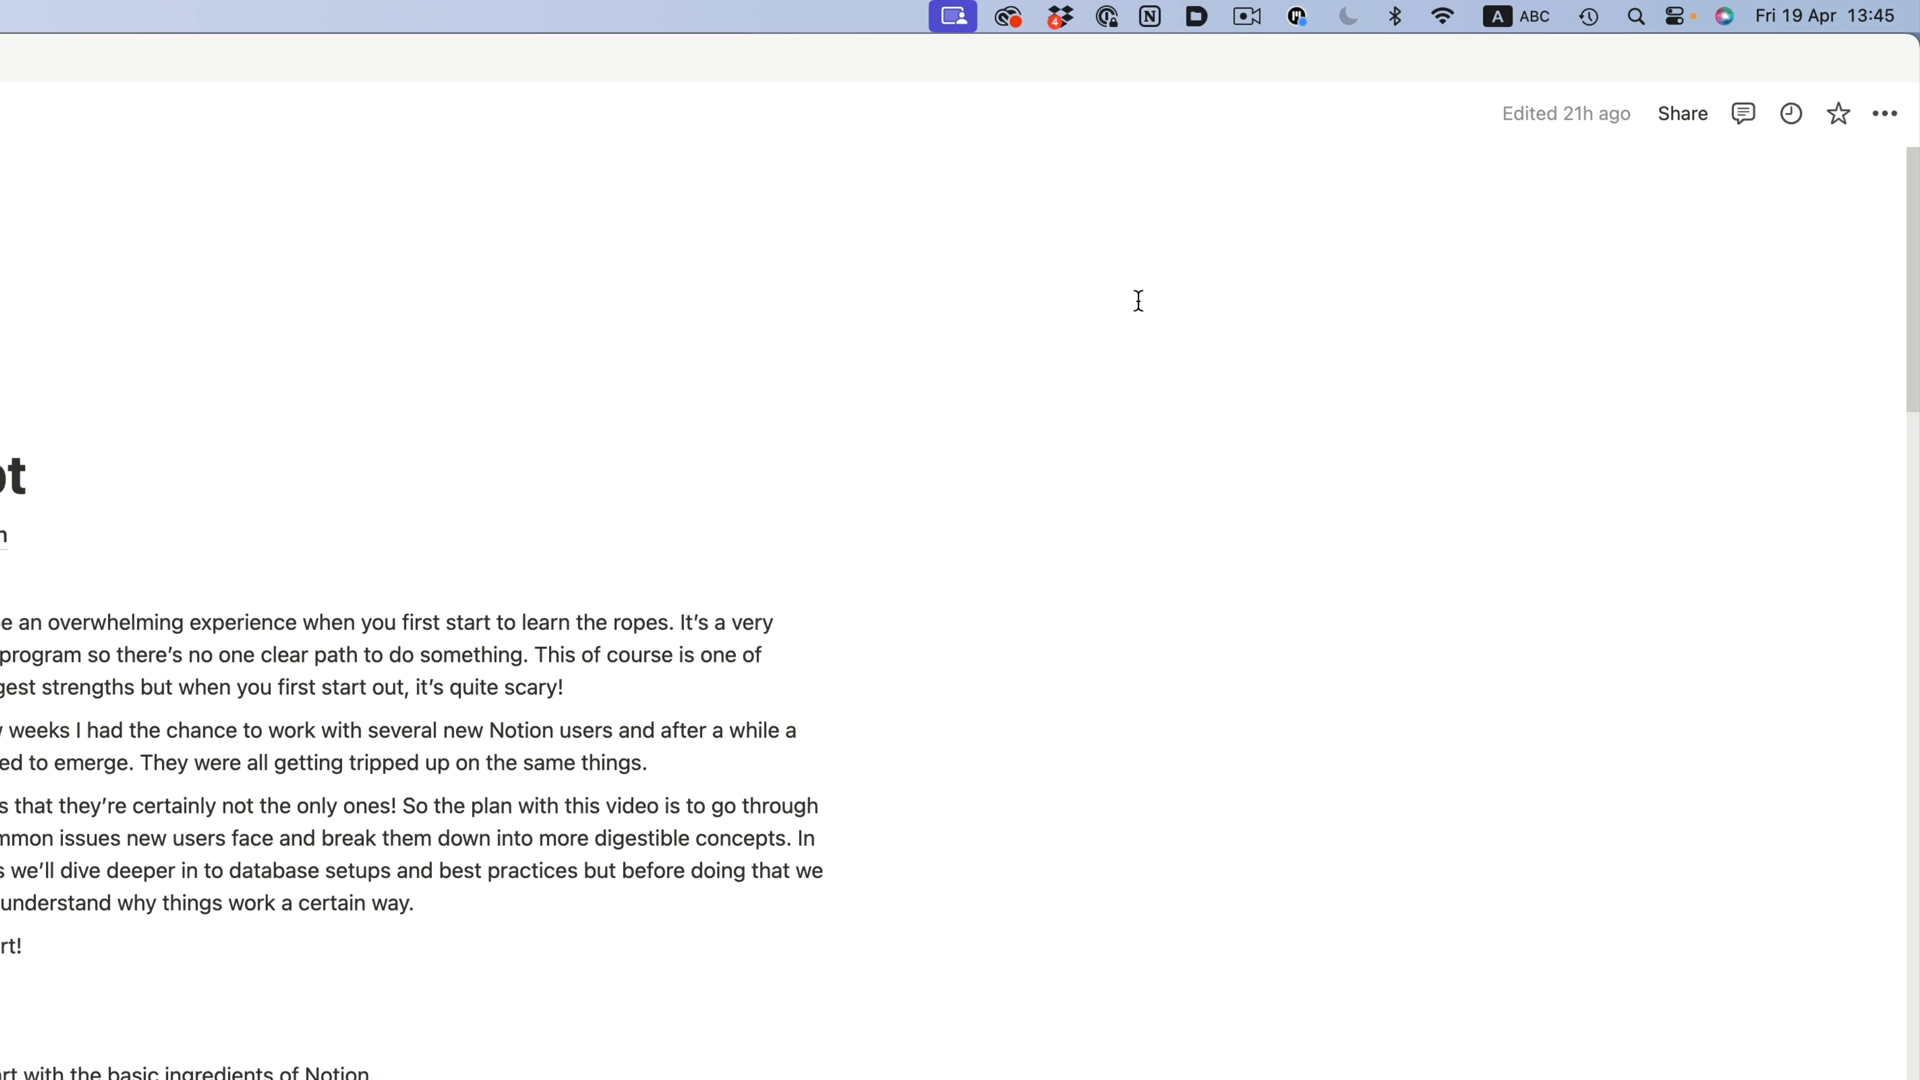 4 N A ABC Fri 19 Apr 13:45
Edited 21h ago Share
an overwhelming experience when you first start to learn the ropes. It's a very
program so there's no one clear path to do something. This of course is one of
strengths but when you first start out, it's quite scary!
weeks I had the chance to work with several new Notion users and after a while a
to emerge. They were all getting tripped up on the same things.
that they're certainly not the only ones! So the plan with this video is to go through
issues new users face and break them down into more digestible concepts. In
we'll dive deeper in to database setups and best practices but before doing that we
understand why things work a certain way.
with the basic ingredients of Notion